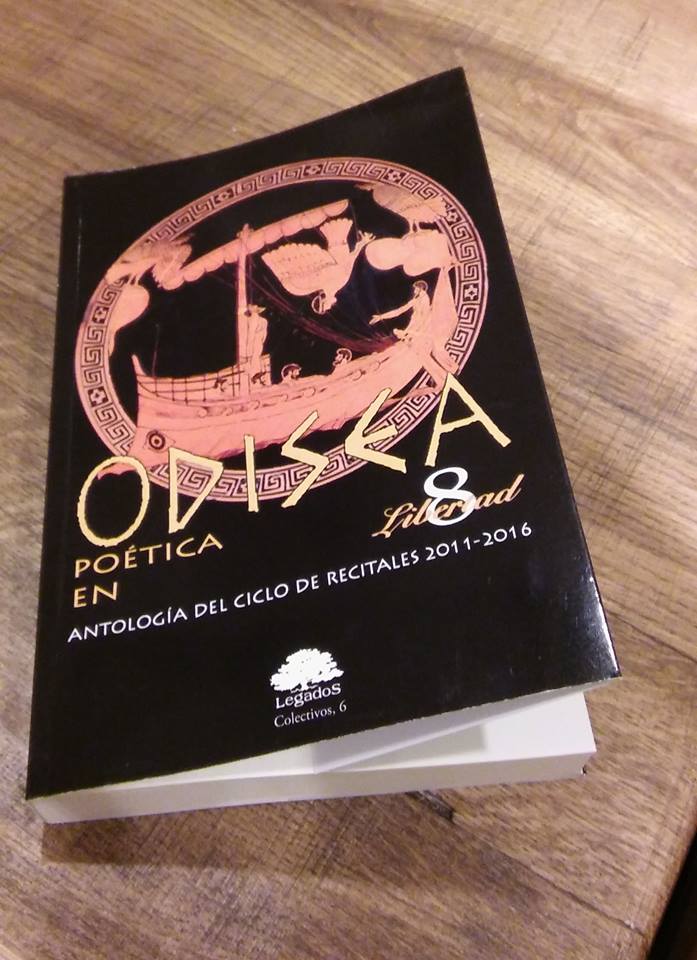 ODISEA
POÉTICA
EN
Libertad
8
ANTOLOGÍA DEL CICLO DE RECITALES 2011-2016
LegadoS
Colectivos, 6